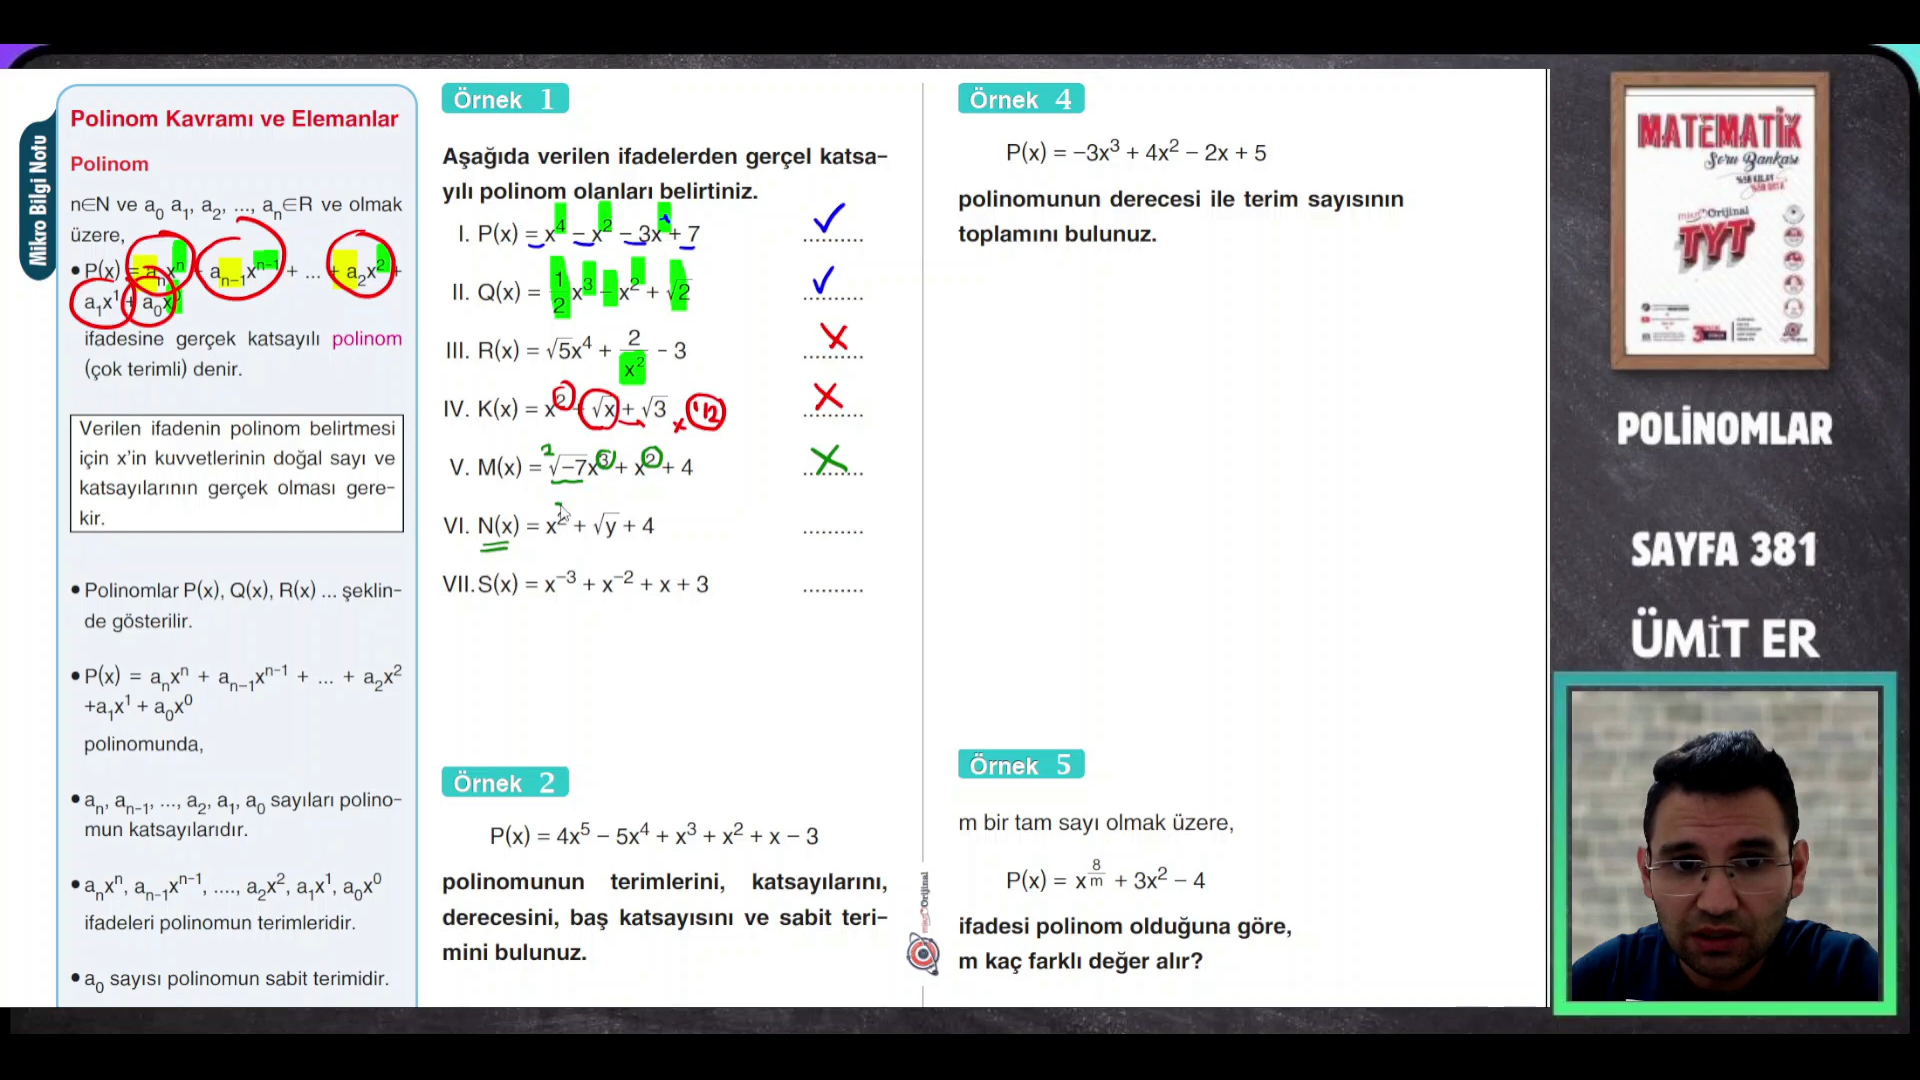 Mikro Bilgi Notu
Polinom Kavramı ve Elemanlar
Polinom
n∈N ve a₀ a₁, a₂, ..., aₙ∈R ve olmak
üzere,
• P(x) = aₙxⁿ + aₙ₋₁xⁿ⁻¹ + ... + a₂x² +
a₁x¹ + a₀x⁰
ifadesine gerçek katsayılı polinom
(çok terimli) denir.
Verilen ifadenin polinom belirtmesi
için x'in kuvvetlerinin doğal sayı ve
katsayılarının gerçek olması gere-
kir.
• Polinomlar P(x), Q(x), R(x) ... şeklin-
de gösterilir.
• P(x) = aₙxⁿ + aₙ₋₁xⁿ⁻¹ + ... + a₂x²
+a₁x¹ + a₀x⁰
polinomunda,
• aₙ, aₙ₋₁, ..., a₂, a₁, a₀ sayıları polino-
mun katsayılarıdır.
• aₙxⁿ, aₙ₋₁xⁿ⁻¹, ...., a₂x², a₁x¹, a₀x⁰
ifadeleri polinomun terimleridir.
• a₀ sayısı polinomun sabit terimidir.
Örnek 1
Aşağıda verilen ifadelerden gerçel katsa-
yılı polinom olanları belirtiniz.
I. P(x) = x⁴ − x² − 3x + 7 .......... ✓
II. Q(x) = 1/2 x³ − x² + √2 .......... ✓
III. R(x) = √5x⁴ + 2/x² - 3 .......... X
IV. K(x) = x² + √x + √3 x 1/2 .......... X
V. M(x) = ²√−7x³ + x² + 4 .......... X
VI. N(x) = x² + √y + 4 ..........
VII. S(x) = x⁻³ + x⁻² + x + 3 ..........
Örnek 2
P(x) = 4x⁵ − 5x⁴ + x³ + x² + x − 3
polinomunun terimlerini, katsayılarını,
derecesini, baş katsayısını ve sabit teri-
mini bulunuz.
Örnek 4
P(x) = −3x³ + 4x² − 2x + 5
polinomunun derecesi ile terim sayısının
toplamını bulunuz.
Örnek 5
m bir tam sayı olmak üzere,
P(x) = x^(8/m) + 3x² − 4
ifadesi polinom olduğuna göre,
m kaç farklı değer alır?
Orijinal
MATEMATİK
Soru Bankası
Orijinal
TYT
POLİNOMLAR
SAYFA 381
ÜMİT ER